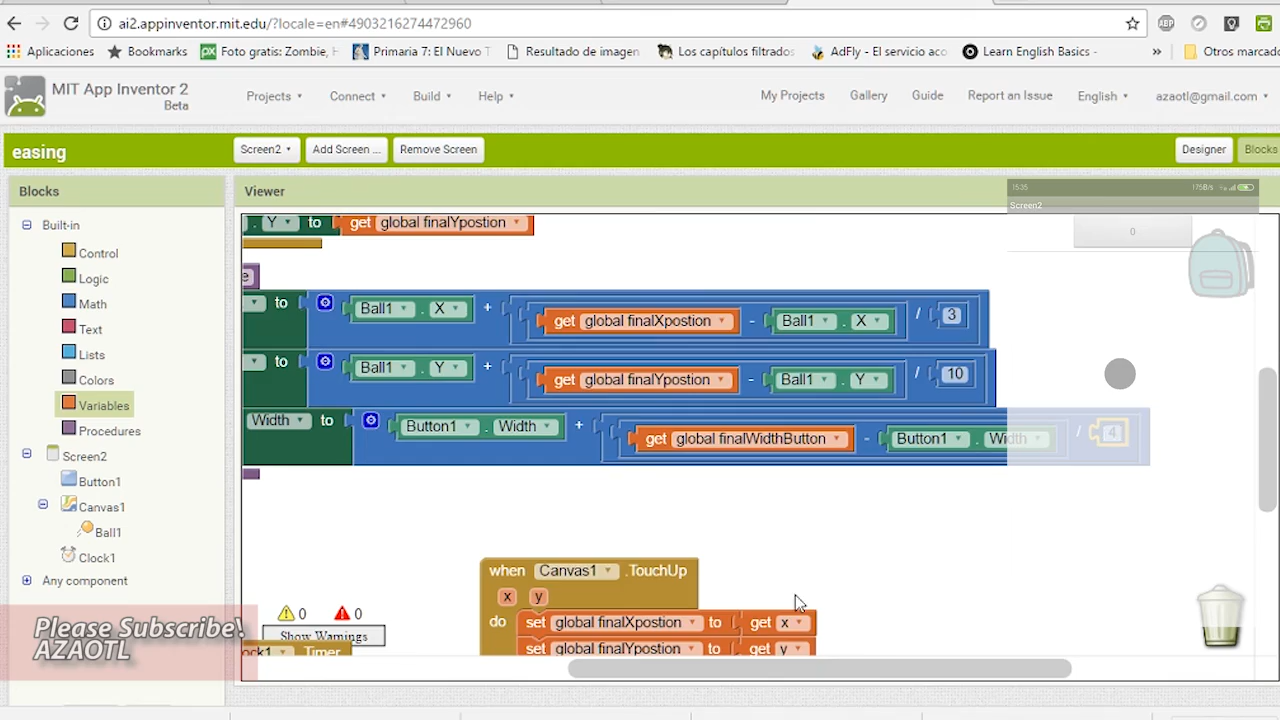 ai2.appinventor.mit.edu/?locale=en#4903216274472960
ABP
Aplicaciones Bookmarks Foto gratis: Zombie, H Primaria 7: El Nuevo T Resultado de imagen Los capítulos filtrados AdFly - El servicio aco Learn English Basics - » Otros marcad
MIT App Inventor 2
Beta
Projects Connect Build Help My Projects Gallery Guide Report an Issue English azaotl@gmail.com
easing Screen2 Add Screen ... Remove Screen Designer Blocks
Blocks
Viewer
15:35
Screen2
0
Built-in
Control
Logic
Math
Text
Lists
Colors
Variables
Procedures
Screen2
Button1
Canvas1
Ball1
Clock1
Any component
. Y to get global finalYpostion
e
to Ball1 . X + get global finalXpostion - Ball1 . X / 3
to Ball1 . Y + get global finalYpostion - Ball1 . Y / 10
Width to Button1 . Width + get global finalWidthButton - Button1 . Width / 4
when Canvas1 .TouchUp
x y
do set global finalXpostion to get x
set global finalYpostion to get y
0 0
Show Warnings
ock1 .Timer
Please Subscribe\
AZAOTL